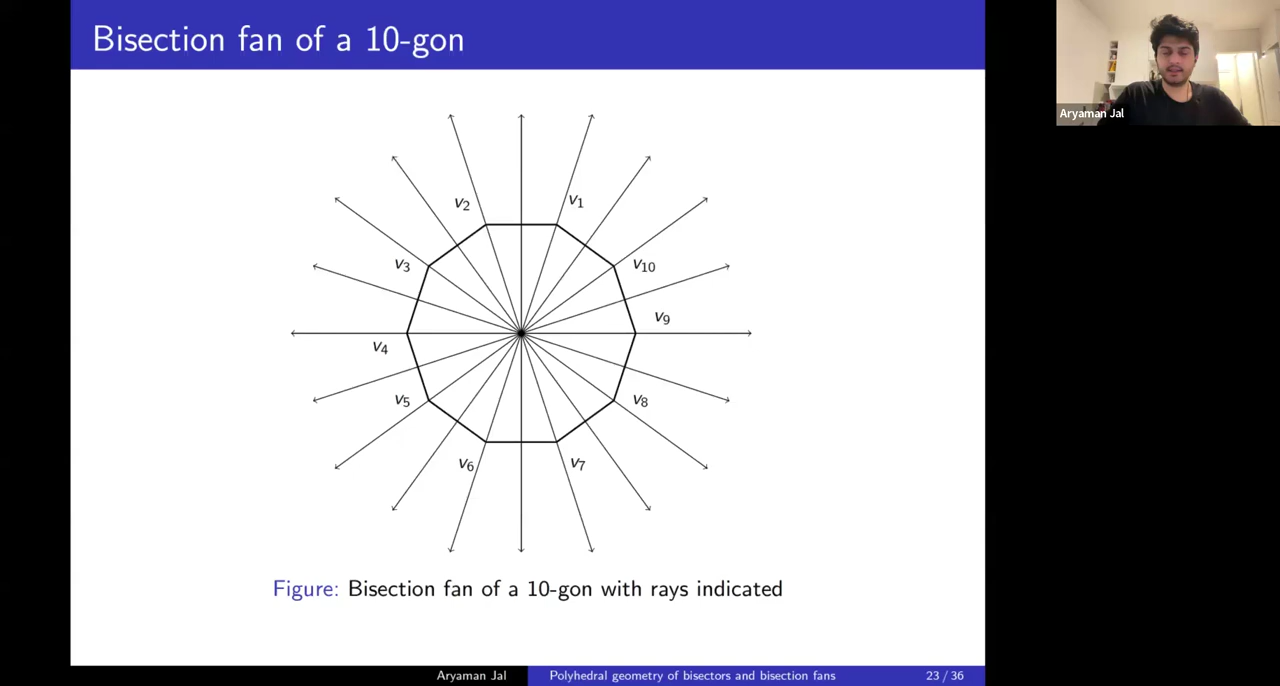 Bisection fan of a 10-gon
Aryaman Jal
v2
v1
v3
v10
v9
v4
v5
v8
v6
v7
Figure: Bisection fan of a 10-gon with rays indicated
Aryaman Jal
Polyhedral geometry of bisectors and bisection fans
23 / 36